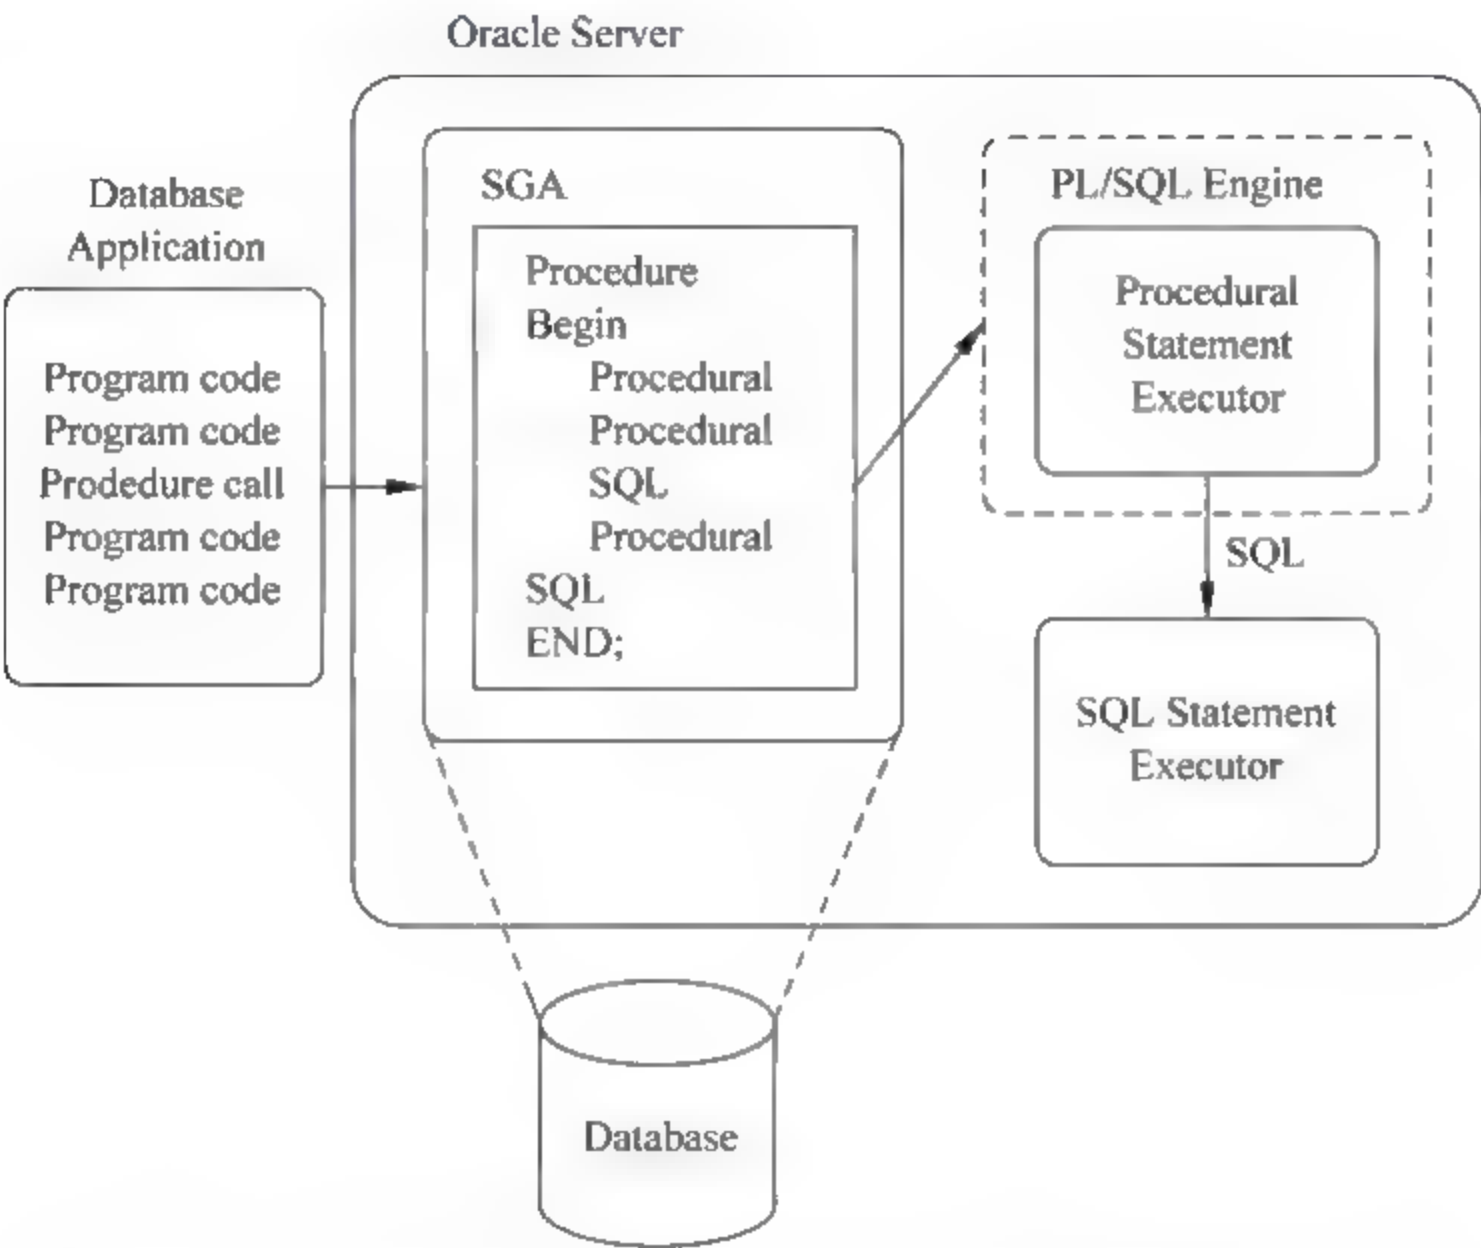 Oracle Server
Database
Application
Program code
Program code
Prodedure call
Program code
Program code
SGA
Procedure
Begin
Procedural
Procedural
SQL
Procedural
SQL
END;
PL/SQL Engine
Procedural
Statement
Executor
SQL
SQL Statement
Executor
Database